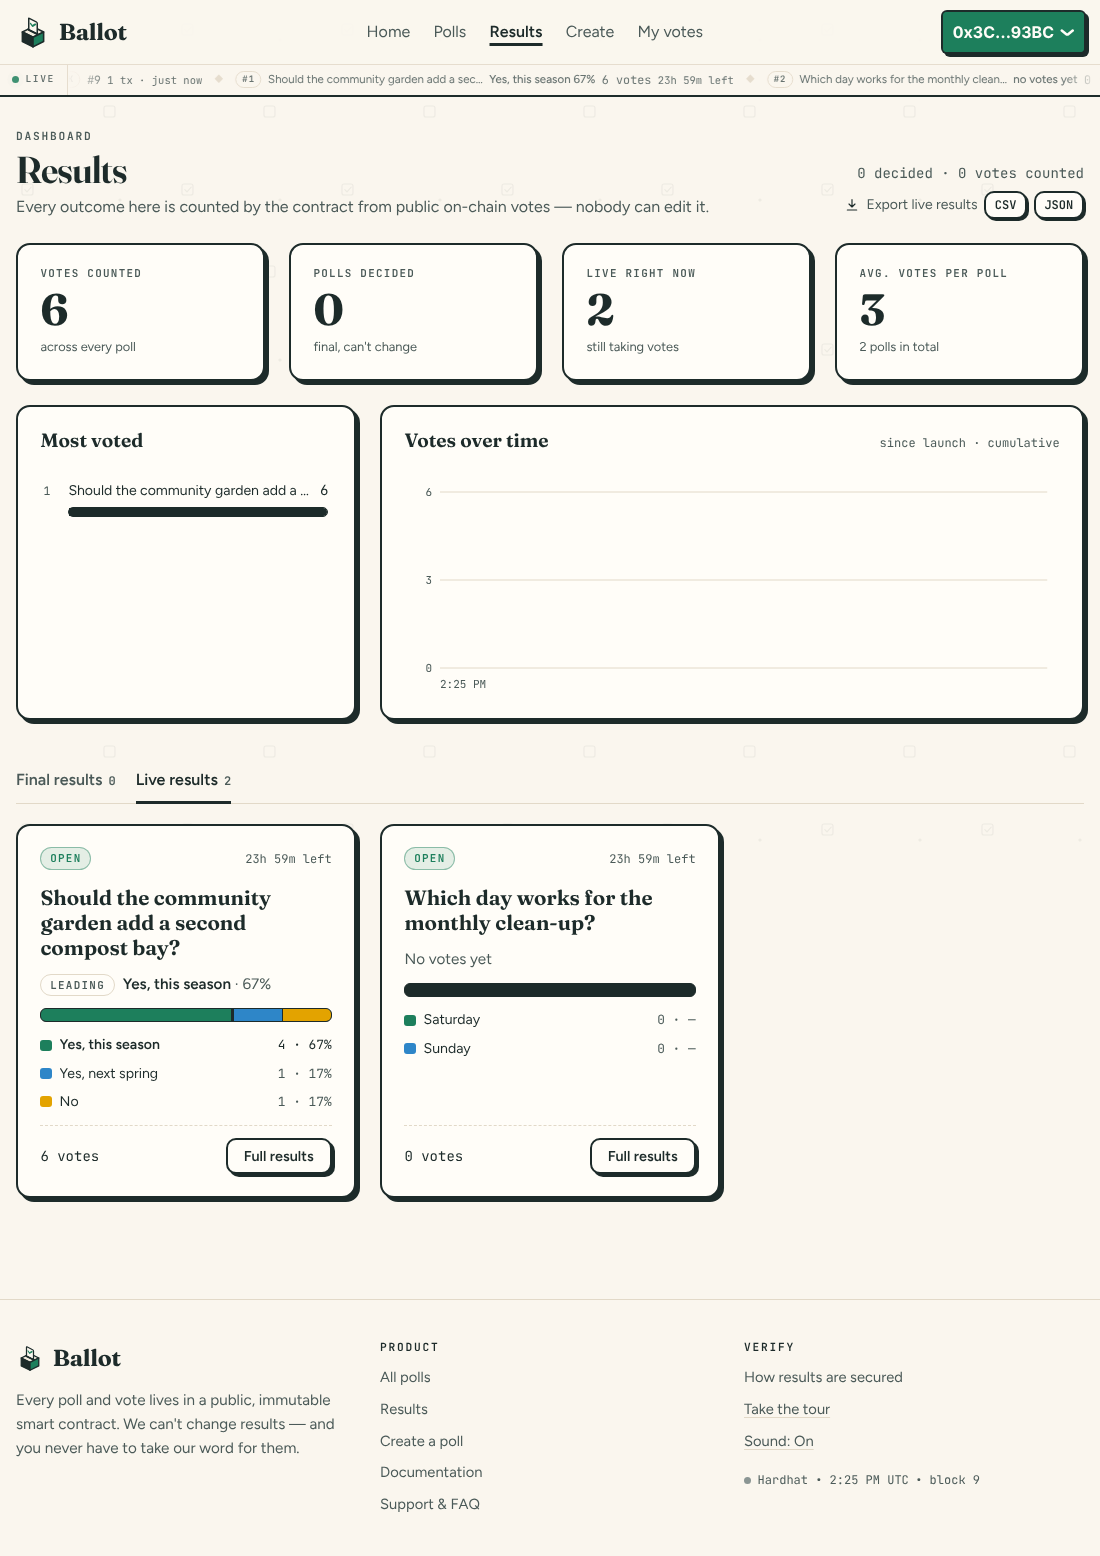 Ballot
Home Polls Results Create My votes
0x3C...93BC
LIVE
#9 1 tx · just now
#1 Should the community garden add a sec... Yes, this season 67% 6 votes 23h 59m left
#2 Which day works for the monthly clean... no votes yet 0
DASHBOARD
Results
0 decided · 0 votes counted
Every outcome here is counted by the contract from public on-chain votes — nobody can edit it.
Export live results CSV JSON
VOTES COUNTED
6
across every poll
POLLS DECIDED
0
final, can't change
LIVE RIGHT NOW
2
still taking votes
AVG. VOTES PER POLL
3
2 polls in total
Most voted
1 Should the community garden add a ... 6
Votes over time
since launch · cumulative
6
3
0
2:25 PM
Final results 0
Live results 2
OPEN
23h 59m left
Should the community
garden add a second
compost bay?
LEADING Yes, this season · 67%
Yes, this season 4 · 67%
Yes, next spring 1 · 17%
No 1 · 17%
6 votes
Full results
OPEN
23h 59m left
Which day works for the
monthly clean-up?
No votes yet
Saturday 0 · —
Sunday 0 · —
0 votes
Full results
Ballot
Every poll and vote lives in a public, immutable
smart contract. We can't change results — and
you never have to take our word for them.
PRODUCT
All polls
Results
Create a poll
Documentation
Support & FAQ
VERIFY
How results are secured
Take the tour
Sound: On
Hardhat • 2:25 PM UTC • block 9